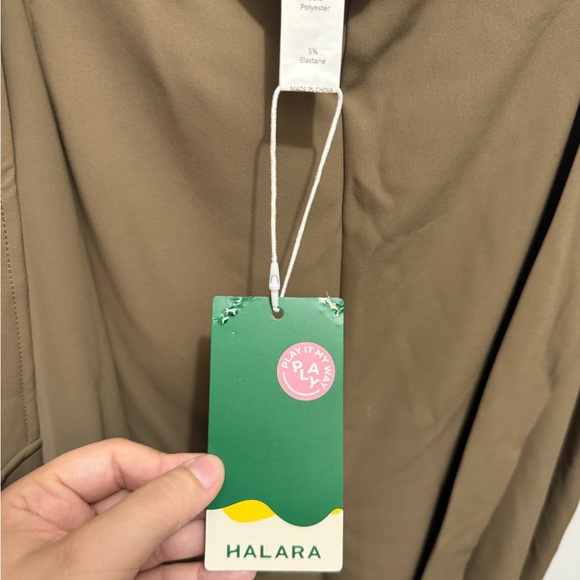 Polyester
5%
Elastane
MADE IN CHINA
PLAY IT MY WAY
PLAY
HALARA